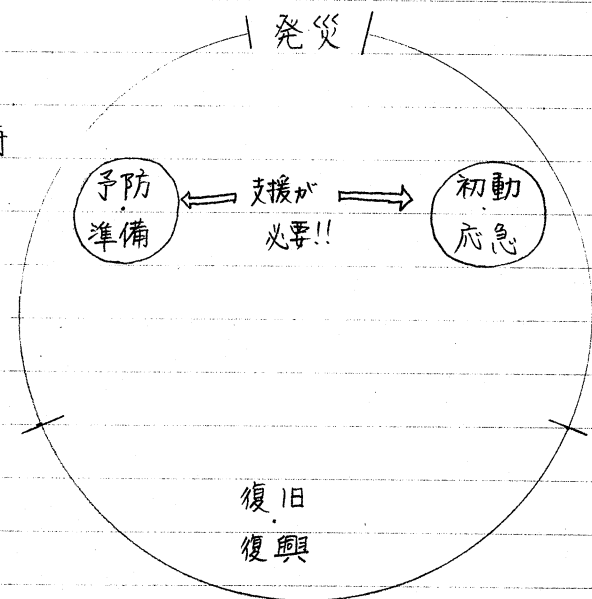 発災
予防
・
準備
支援が
必要!!
初動
・
応急
復旧
・
復興